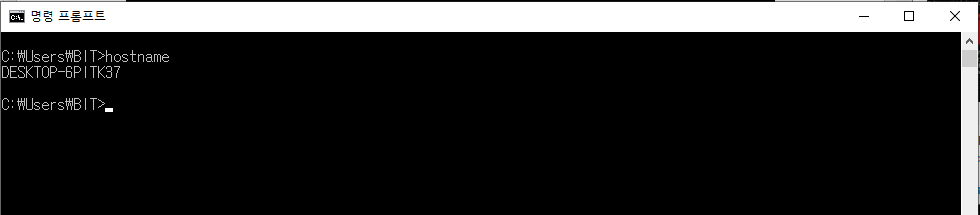 명령 프롬프트
C:₩Users₩BIT>hostname
DESKTOP-6PITK37
C:₩Users₩BIT>